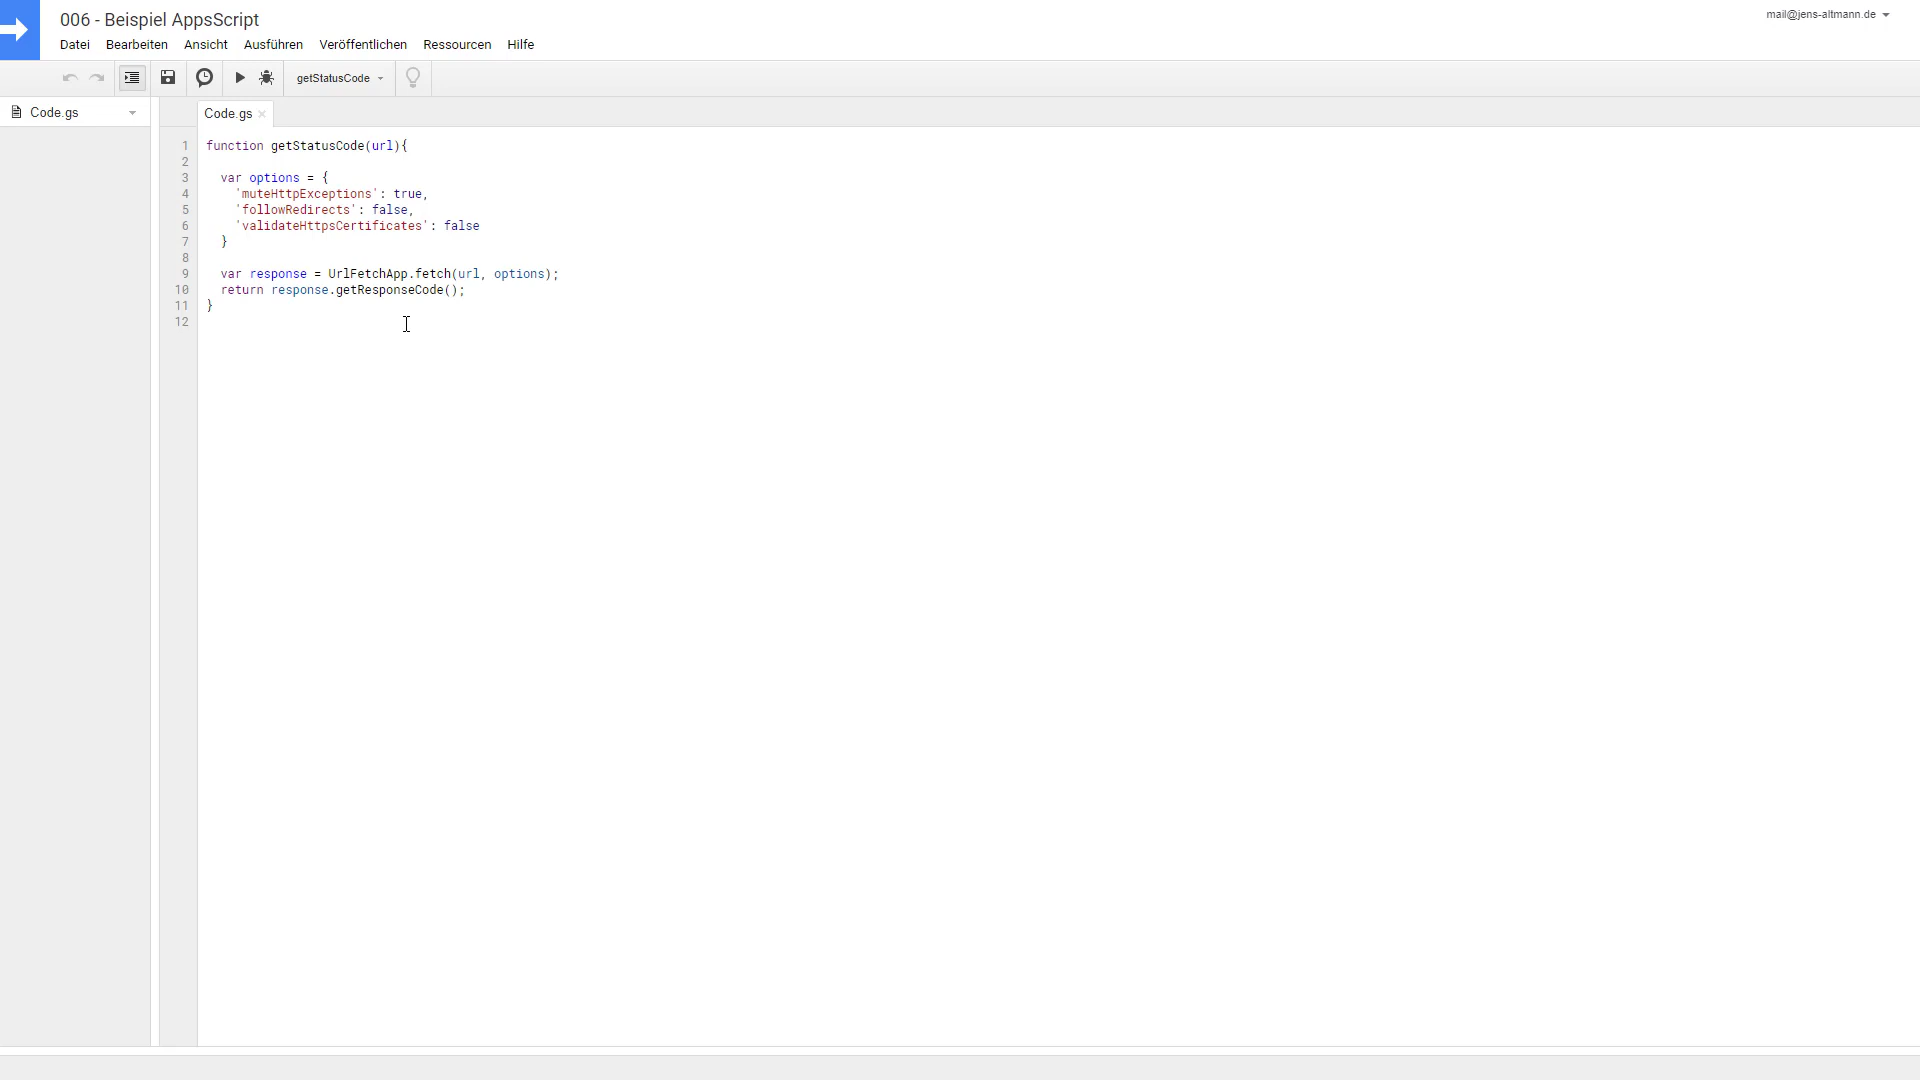 006 - Beispiel AppsScript
mail@jens-altmann.de
Datei Bearbeiten Ansicht Ausführen Veröffentlichen Ressourcen Hilfe
getStatusCode
Code.gs
Code.gs
1 function getStatusCode(url){
2
3 var options = {
4 'muteHttpExceptions': true,
5 'followRedirects': false,
6 'validateHttpsCertificates': false
7 }
8
9 var response = UrlFetchApp.fetch(url, options);
10 return response.getResponseCode();
11 }
12